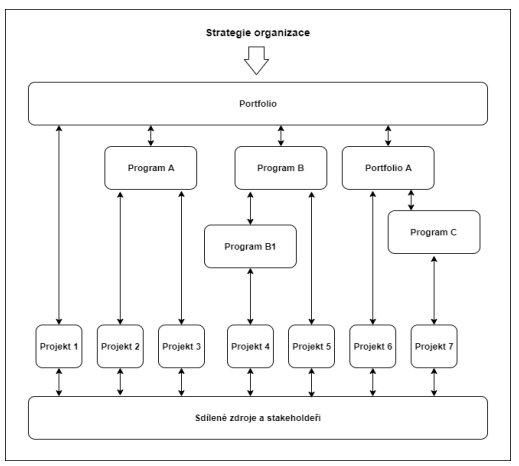 Strategie organizace
Portfolio
Program A
Program B
Portfolio A
Program B1
Program C
Projekt 1
Projekt 2
Projekt 3
Projekt 4
Projekt 5
Projekt 6
Projekt 7
Sdílené zdroje a stakeholdeři